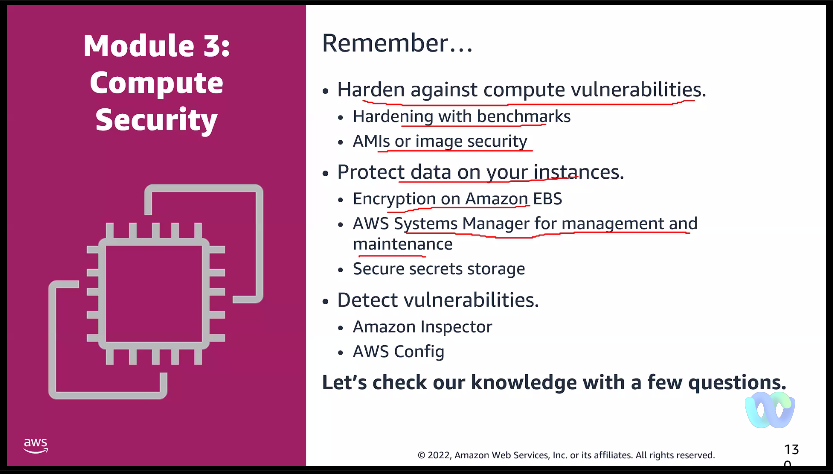 Module 3:
Compute
Security
Remember…
• Harden against compute vulnerabilities.
• Hardening with benchmarks
• AMIs or image security
• Protect data on your instances.
• Encryption on Amazon EBS
• AWS Systems Manager for management and
maintenance
• Secure secrets storage
• Detect vulnerabilities.
• Amazon Inspector
• AWS Config
Let’s check our knowledge with a few questions.
aws
© 2022, Amazon Web Services, Inc. or its affiliates. All rights reserved.
13